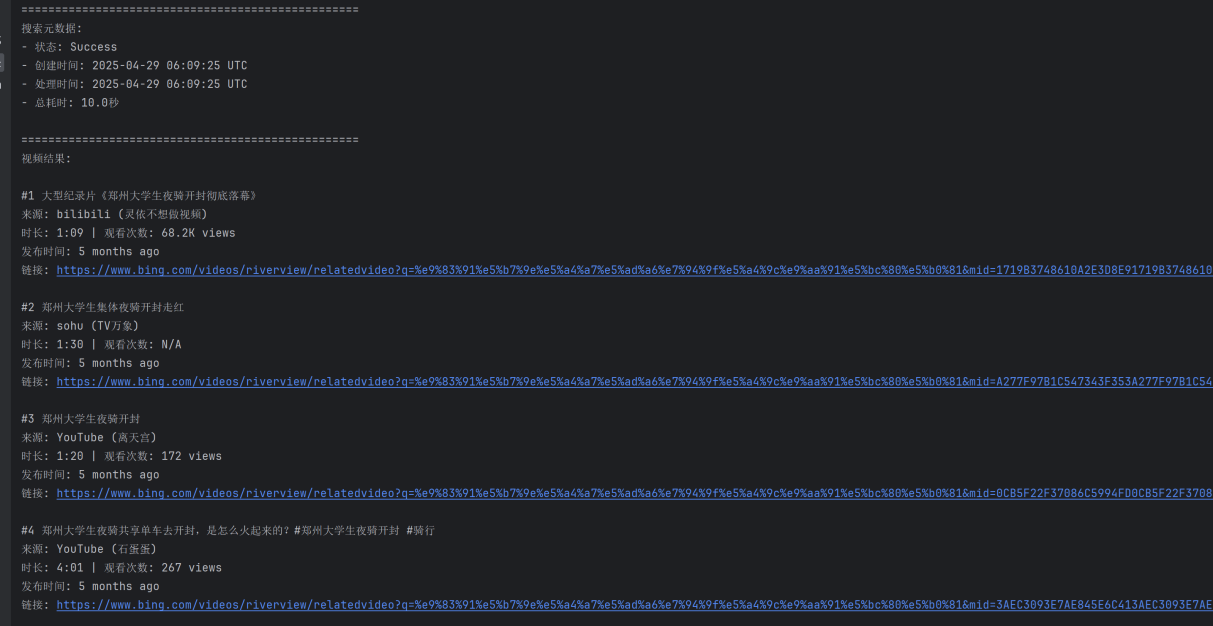 ==================================================
搜索元数据:
- 状态: Success
- 创建时间: 2025-04-29 06:09:25 UTC
- 处理时间: 2025-04-29 06:09:25 UTC
- 总耗时: 10.0秒
==================================================
视频结果:
#1 大型纪录片《郑州大学生夜骑开封彻底落幕》
来源: bilibili (灵依不想做视频)
时长: 1:09 | 观看次数: 68.2K views
发布时间: 5 months ago
链接: https://www.bing.com/videos/riverview/relatedvideo?q=%e9%83%91%e5%b7%9e%e5%a4%a7%e5%ad%a6%e7%94%9f%e5%a4%9c%e9%aa%91%e5%bc%80%e5%b0%81&mid=1719B3748610A2E3D8E91719B3748610
#2 郑州大学生集体夜骑开封走红
来源: sohu (TV万象)
时长: 1:30 | 观看次数: N/A
发布时间: 5 months ago
链接: https://www.bing.com/videos/riverview/relatedvideo?q=%e9%83%91%e5%b7%9e%e5%a4%a7%e5%ad%a6%e7%94%9f%e5%a4%9c%e9%aa%91%e5%bc%80%e5%b0%81&mid=A277F97B1C547343F353A277F97B1C54
#3 郑州大学生夜骑开封
来源: YouTube (离天宫)
时长: 1:20 | 观看次数: 172 views
发布时间: 5 months ago
链接: https://www.bing.com/videos/riverview/relatedvideo?q=%e9%83%91%e5%b7%9e%e5%a4%a7%e5%ad%a6%e7%94%9f%e5%a4%9c%e9%aa%91%e5%bc%80%e5%b0%81&mid=0CB5F22F37086C5994FD0CB5F22F3708
#4 郑州大学生夜骑共享单车去开封，是怎么火起来的？#郑州大学生夜骑开封 #骑行
来源: YouTube (石蛋蛋)
时长: 4:01 | 观看次数: 267 views
发布时间: 5 months ago
链接: https://www.bing.com/videos/riverview/relatedvideo?q=%e9%83%91%e5%b7%9e%e5%a4%a7%e5%ad%a6%e7%94%9f%e5%a4%9c%e9%aa%91%e5%bc%80%e5%b0%81&mid=3AEC3093E7AE845E6C413AEC3093E7AE